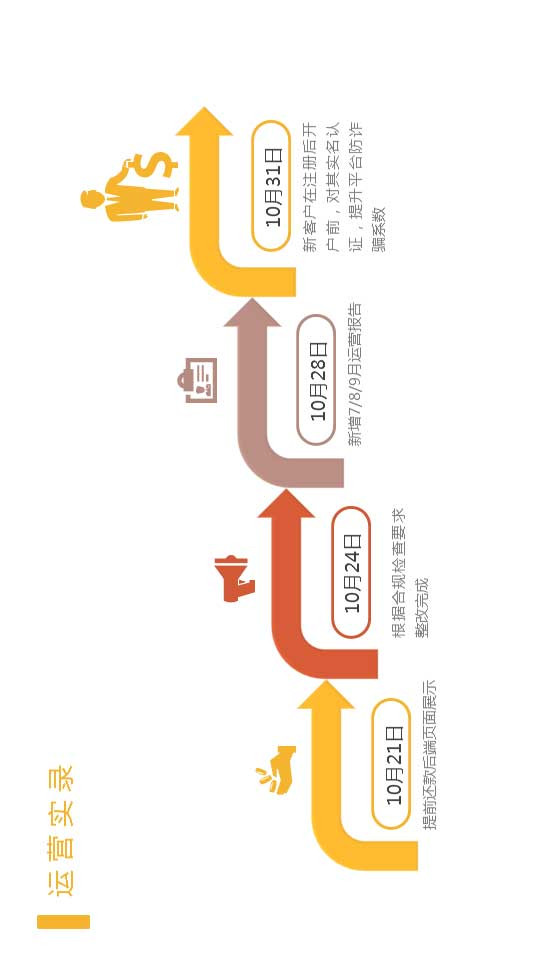 运营实录
10月21日
提前还款后端页面展示
10月24日
根据合规检查要求
整改完成
10月28日
新增7/8/9月运营报告
10月31日
新客户在注册后开
户前，对其实名认
证，提升平台防诈
骗系数